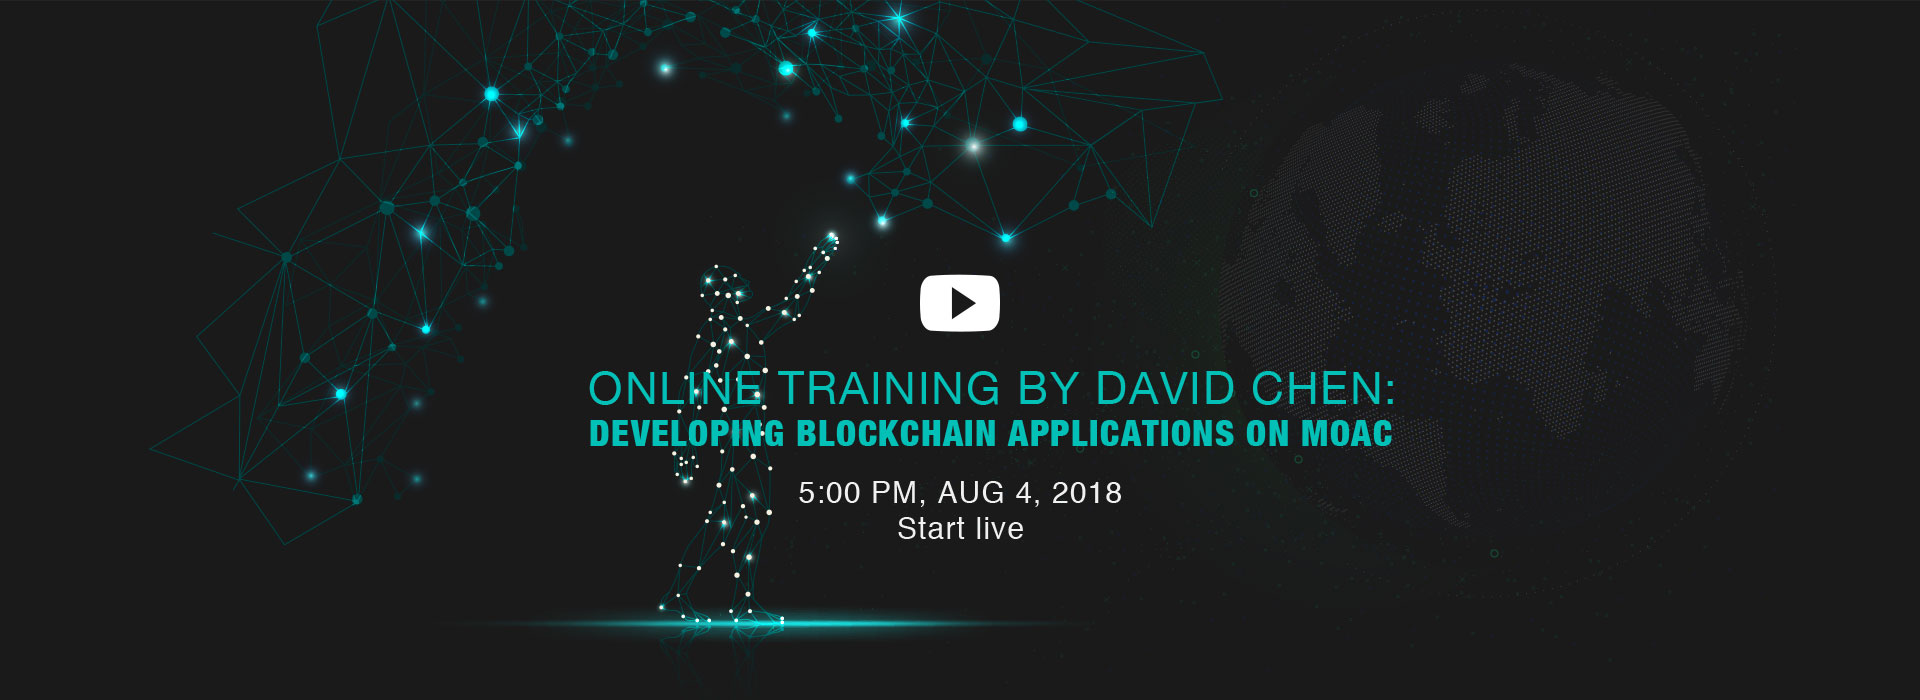 ONLINE TRAINING BY DAVID CHEN:
DEVELOPING BLOCKCHAIN APPLICATIONS ON MOAC
5:00 PM, AUG 4, 2018
Start live